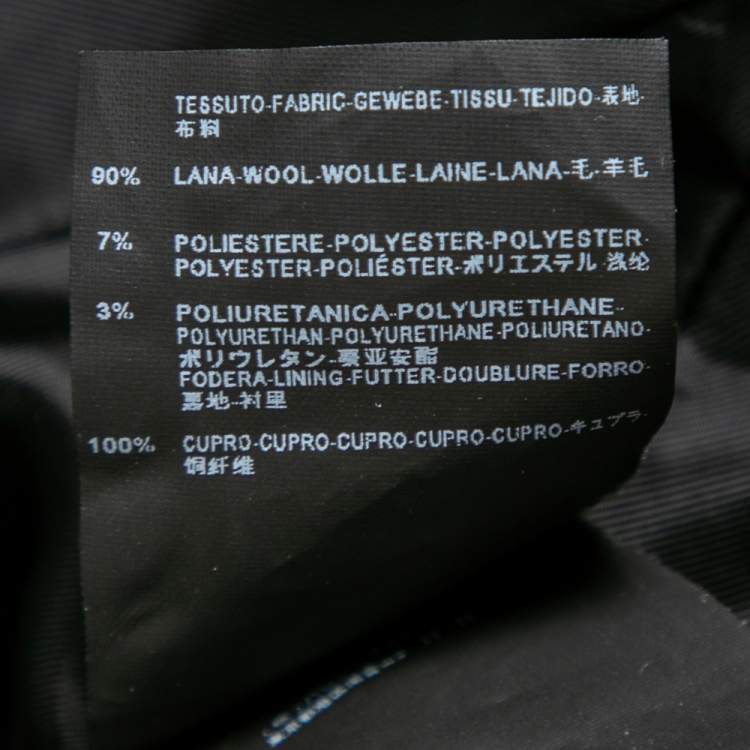 TESSUTO-FABRIC-GEWEBE-TISSU-TEJIDO-表地-
布料
90% LANA-WOOL-WOLLE-LAINE-LANA-毛-羊毛
7% POLIESTERE-POLYESTER-POLYESTER-
POLYESTER-POLIÉSTER-ポリエステル-涤纶
3% POLIURETANICA-POLYURETHANE-
POLYURETHAN-POLYURETHANE-POLIURETANO-
ポリウレタン-聚亚安酯
FODERA-LINING-FUTTER-DOUBLURE-FORRO-
裏地-衬里
100% CUPRO-CUPRO-CUPRO-CUPRO-CUPRO-キュプラ-
铜纤维